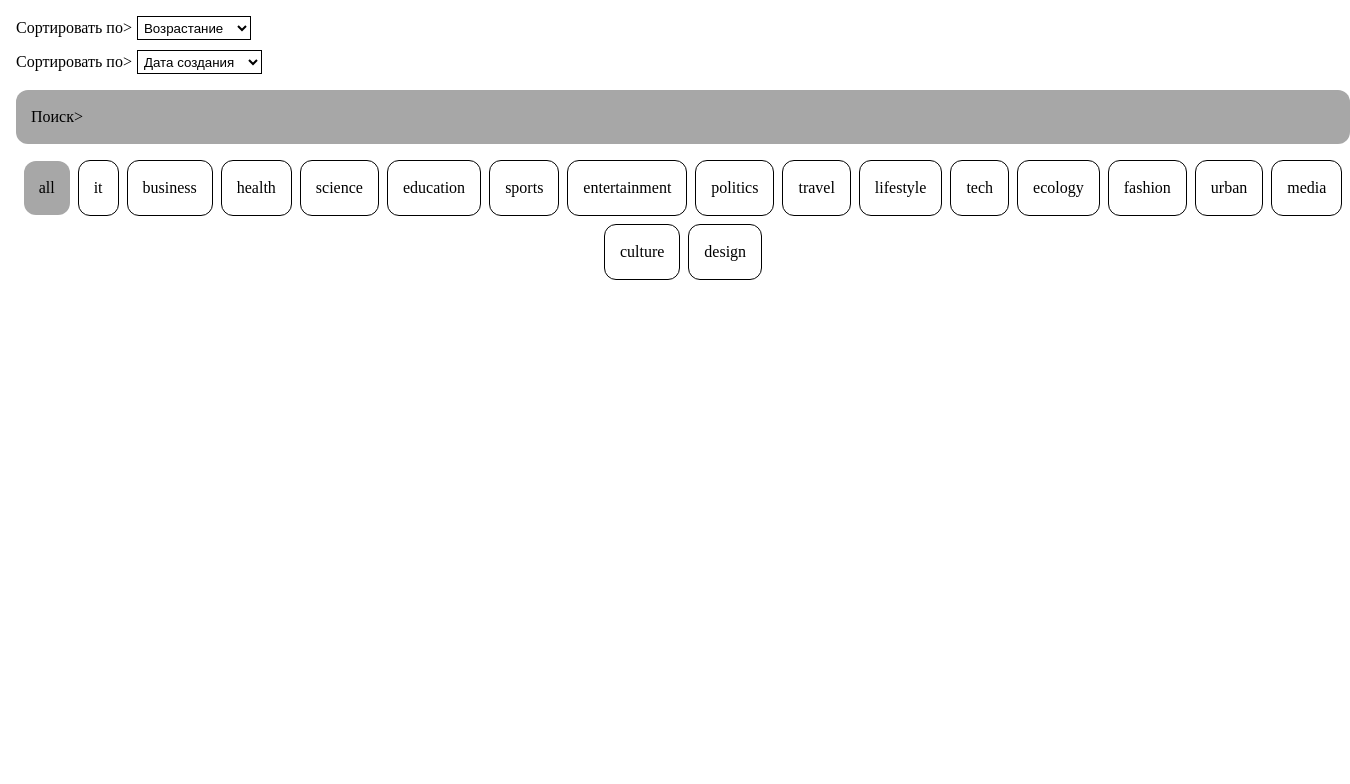 Сортировать по> Возрастание
Сортировать по> Дата создания
Поиск>
all it business health science education sports entertainment politics travel lifestyle tech ecology fashion urban media
culture design